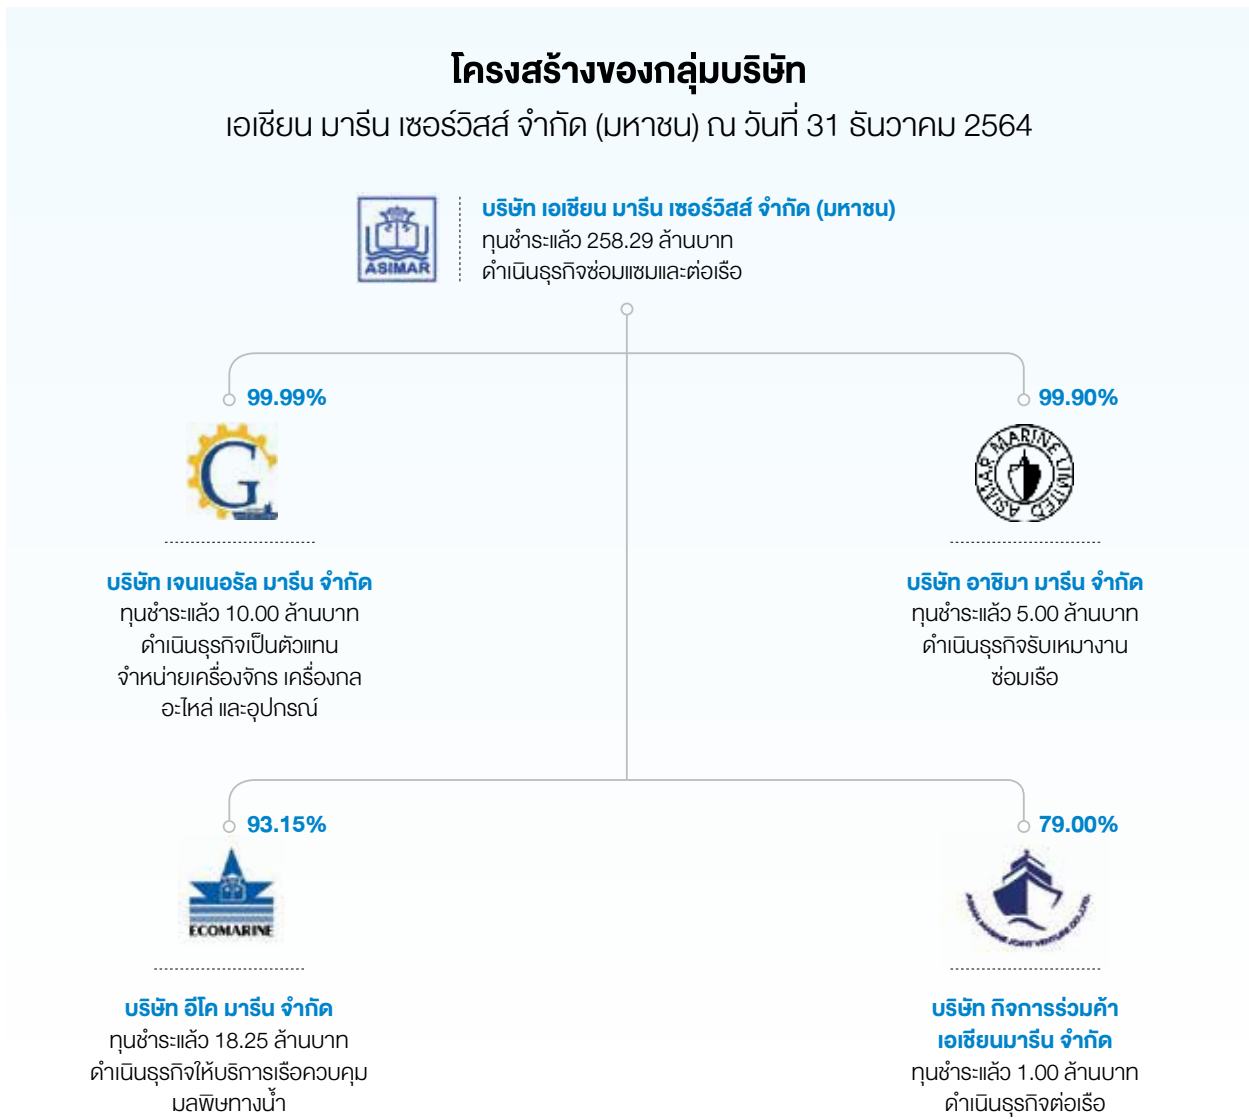 โครงสร้างของกลุ่มบริษัท
เอเชียน มารีน เซอร์วิสส์ จำกัด (มหาชน) ณ วันที่ 31 ธันวาคม 2564
ASIMAR
บริษัท เอเชียน มารีน เซอร์วิสส์ จำกัด (มหาชน)
ทุนชำระแล้ว 258.29 ล้านบาท
ดำเนินธุรกิจซ่อมแซมและต่อเรือ
99.99%
G
บริษัท เจนเนอรัล มารีน จำกัด
ทุนชำระแล้ว 10.00 ล้านบาท
ดำเนินธุรกิจเป็นตัวแทน
จำหน่ายเครื่องจักร เครื่องกล
อะไหล่ และอุปกรณ์
99.90%
ASIMAR MARINE LIMITED
บริษัท อาชิมา มารีน จำกัด
ทุนชำระแล้ว 5.00 ล้านบาท
ดำเนินธุรกิจรับเหมางาน
ซ่อมเรือ
93.15%
ECOMARINE
บริษัท อีโค มารีน จำกัด
ทุนชำระแล้ว 18.25 ล้านบาท
ดำเนินธุรกิจให้บริการเรือควบคุม
มลพิษทางน้ำ
79.00%
ASIAN MARINE JOINT VENTURE CO.,LTD.
บริษัท กิจการร่วมค้า
เอเชียนมารีน จำกัด
ทุนชำระแล้ว 1.00 ล้านบาท
ดำเนินธุรกิจต่อเรือ